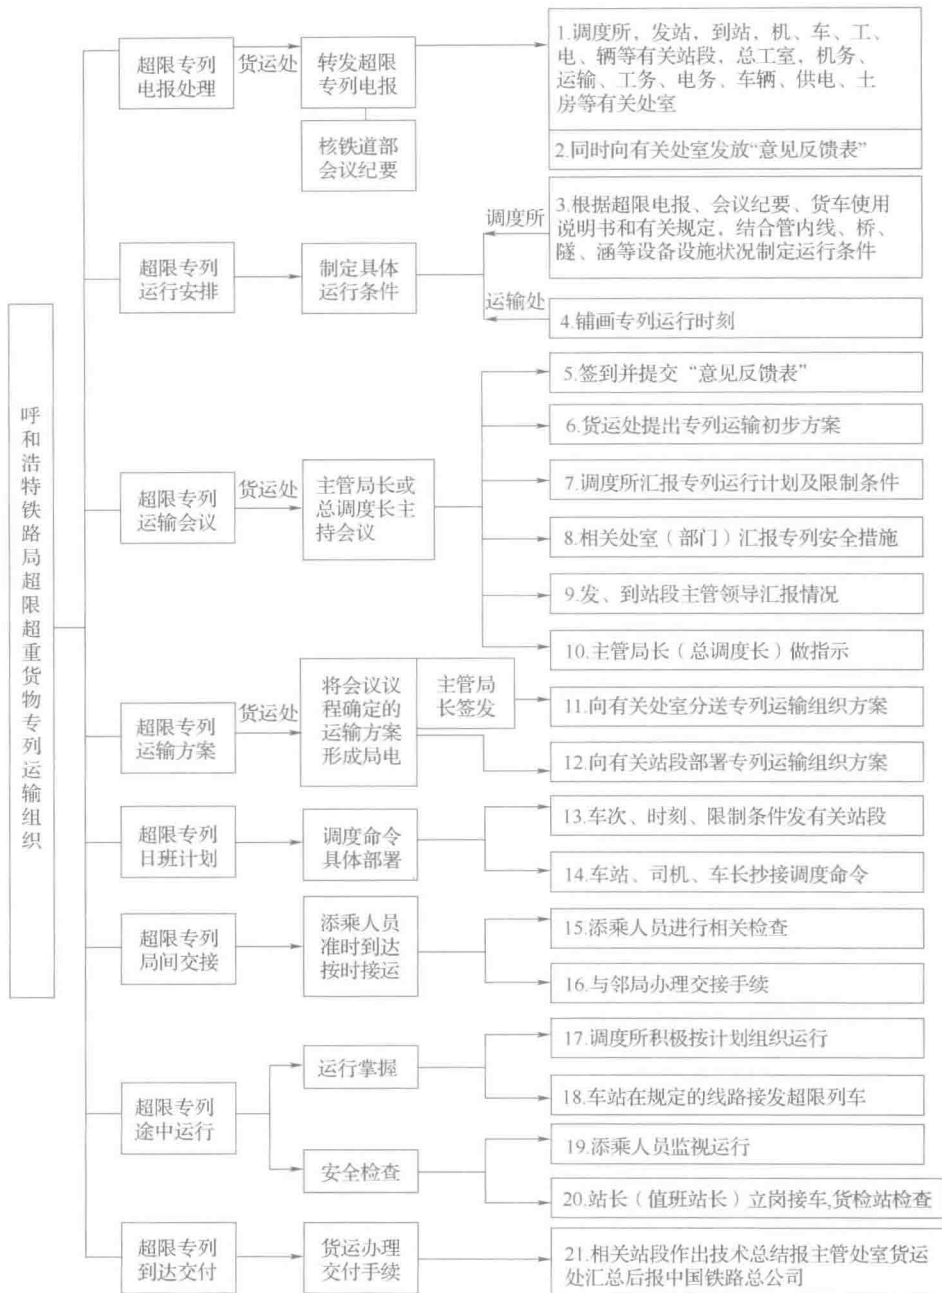 呼和浩特铁路局超限超重货物专列运输组织
超限专列
电报处理
货运处
转发超限
专列电报
核铁道部
会议纪要
1.调度所，发站，到站，机、车、工、
电、辆等有关站段，总工室，机务、
运输、工务、电务、车辆、供电、土
房等有关处室
2.同时向有关处室发放“意见反馈表”
超限专列
运行安排
制定具体
运行条件
调度所
3.根据超限电报、会议纪要、货车使用
说明书和有关规定，结合管内线、桥、
隧、涵等设备设施状况制定运行条件
运输处
4.铺画专列运行时刻
超限专列
运输会议
货运处
主管局长或
总调度长主
持会议
5.签到并提交“意见反馈表”
6.货运处提出专列运输初步方案
7.调度所汇报专列运行计划及限制条件
8.相关处室（部门）汇报专列安全措施
9.发、到站段主管领导汇报情况
10.主管局长（总调度长）做指示
超限专列
运输方案
货运处
将会议议
程确定的
运输方案
形成局电
主管局
长签发
11.向有关处室分送专列运输组织方案
12.向有关站段部署专列运输组织方案
超限专列
日班计划
调度命令
具体部署
13.车次、时刻、限制条件发有关站段
14.车站、司机、车长抄接调度命令
超限专列
局间交接
添乘人员
准时到达
按时接运
15.添乘人员进行相关检查
16.与邻局办理交接手续
超限专列
途中运行
运行掌握
17.调度所积极按计划组织运行
18.车站在规定的线路接发超限列车
安全检查
19.添乘人员监视运行
20.站长（值班站长）立岗接车,货检站检查
超限专列
到达交付
货运办理
交付手续
21.相关站段作出技术总结报主管处室货运
处汇总后报中国铁路总公司